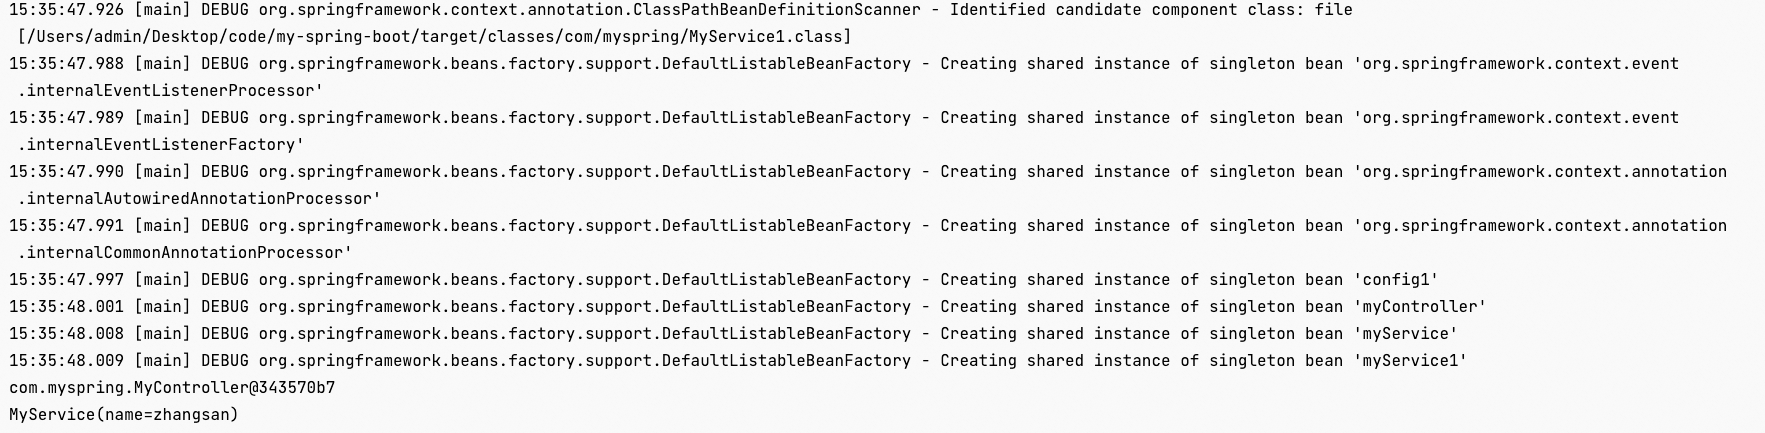 15:35:47.926 [main] DEBUG org.springframework.context.annotation.ClassPathBeanDefinitionScanner - Identified candidate component class: file
[/Users/admin/Desktop/code/my-spring-boot/target/classes/com/myspring/MyService1.class]
15:35:47.988 [main] DEBUG org.springframework.beans.factory.support.DefaultListableBeanFactory - Creating shared instance of singleton bean 'org.springframework.context.event
.internalEventListenerProcessor'
15:35:47.989 [main] DEBUG org.springframework.beans.factory.support.DefaultListableBeanFactory - Creating shared instance of singleton bean 'org.springframework.context.event
.internalEventListenerFactory'
15:35:47.990 [main] DEBUG org.springframework.beans.factory.support.DefaultListableBeanFactory - Creating shared instance of singleton bean 'org.springframework.context.annotation
.internalAutowiredAnnotationProcessor'
15:35:47.991 [main] DEBUG org.springframework.beans.factory.support.DefaultListableBeanFactory - Creating shared instance of singleton bean 'org.springframework.context.annotation
.internalCommonAnnotationProcessor'
15:35:47.997 [main] DEBUG org.springframework.beans.factory.support.DefaultListableBeanFactory - Creating shared instance of singleton bean 'config1'
15:35:48.001 [main] DEBUG org.springframework.beans.factory.support.DefaultListableBeanFactory - Creating shared instance of singleton bean 'myController'
15:35:48.008 [main] DEBUG org.springframework.beans.factory.support.DefaultListableBeanFactory - Creating shared instance of singleton bean 'myService'
15:35:48.009 [main] DEBUG org.springframework.beans.factory.support.DefaultListableBeanFactory - Creating shared instance of singleton bean 'myService1'
com.myspring.MyController@343570b7
MyService(name=zhangsan)